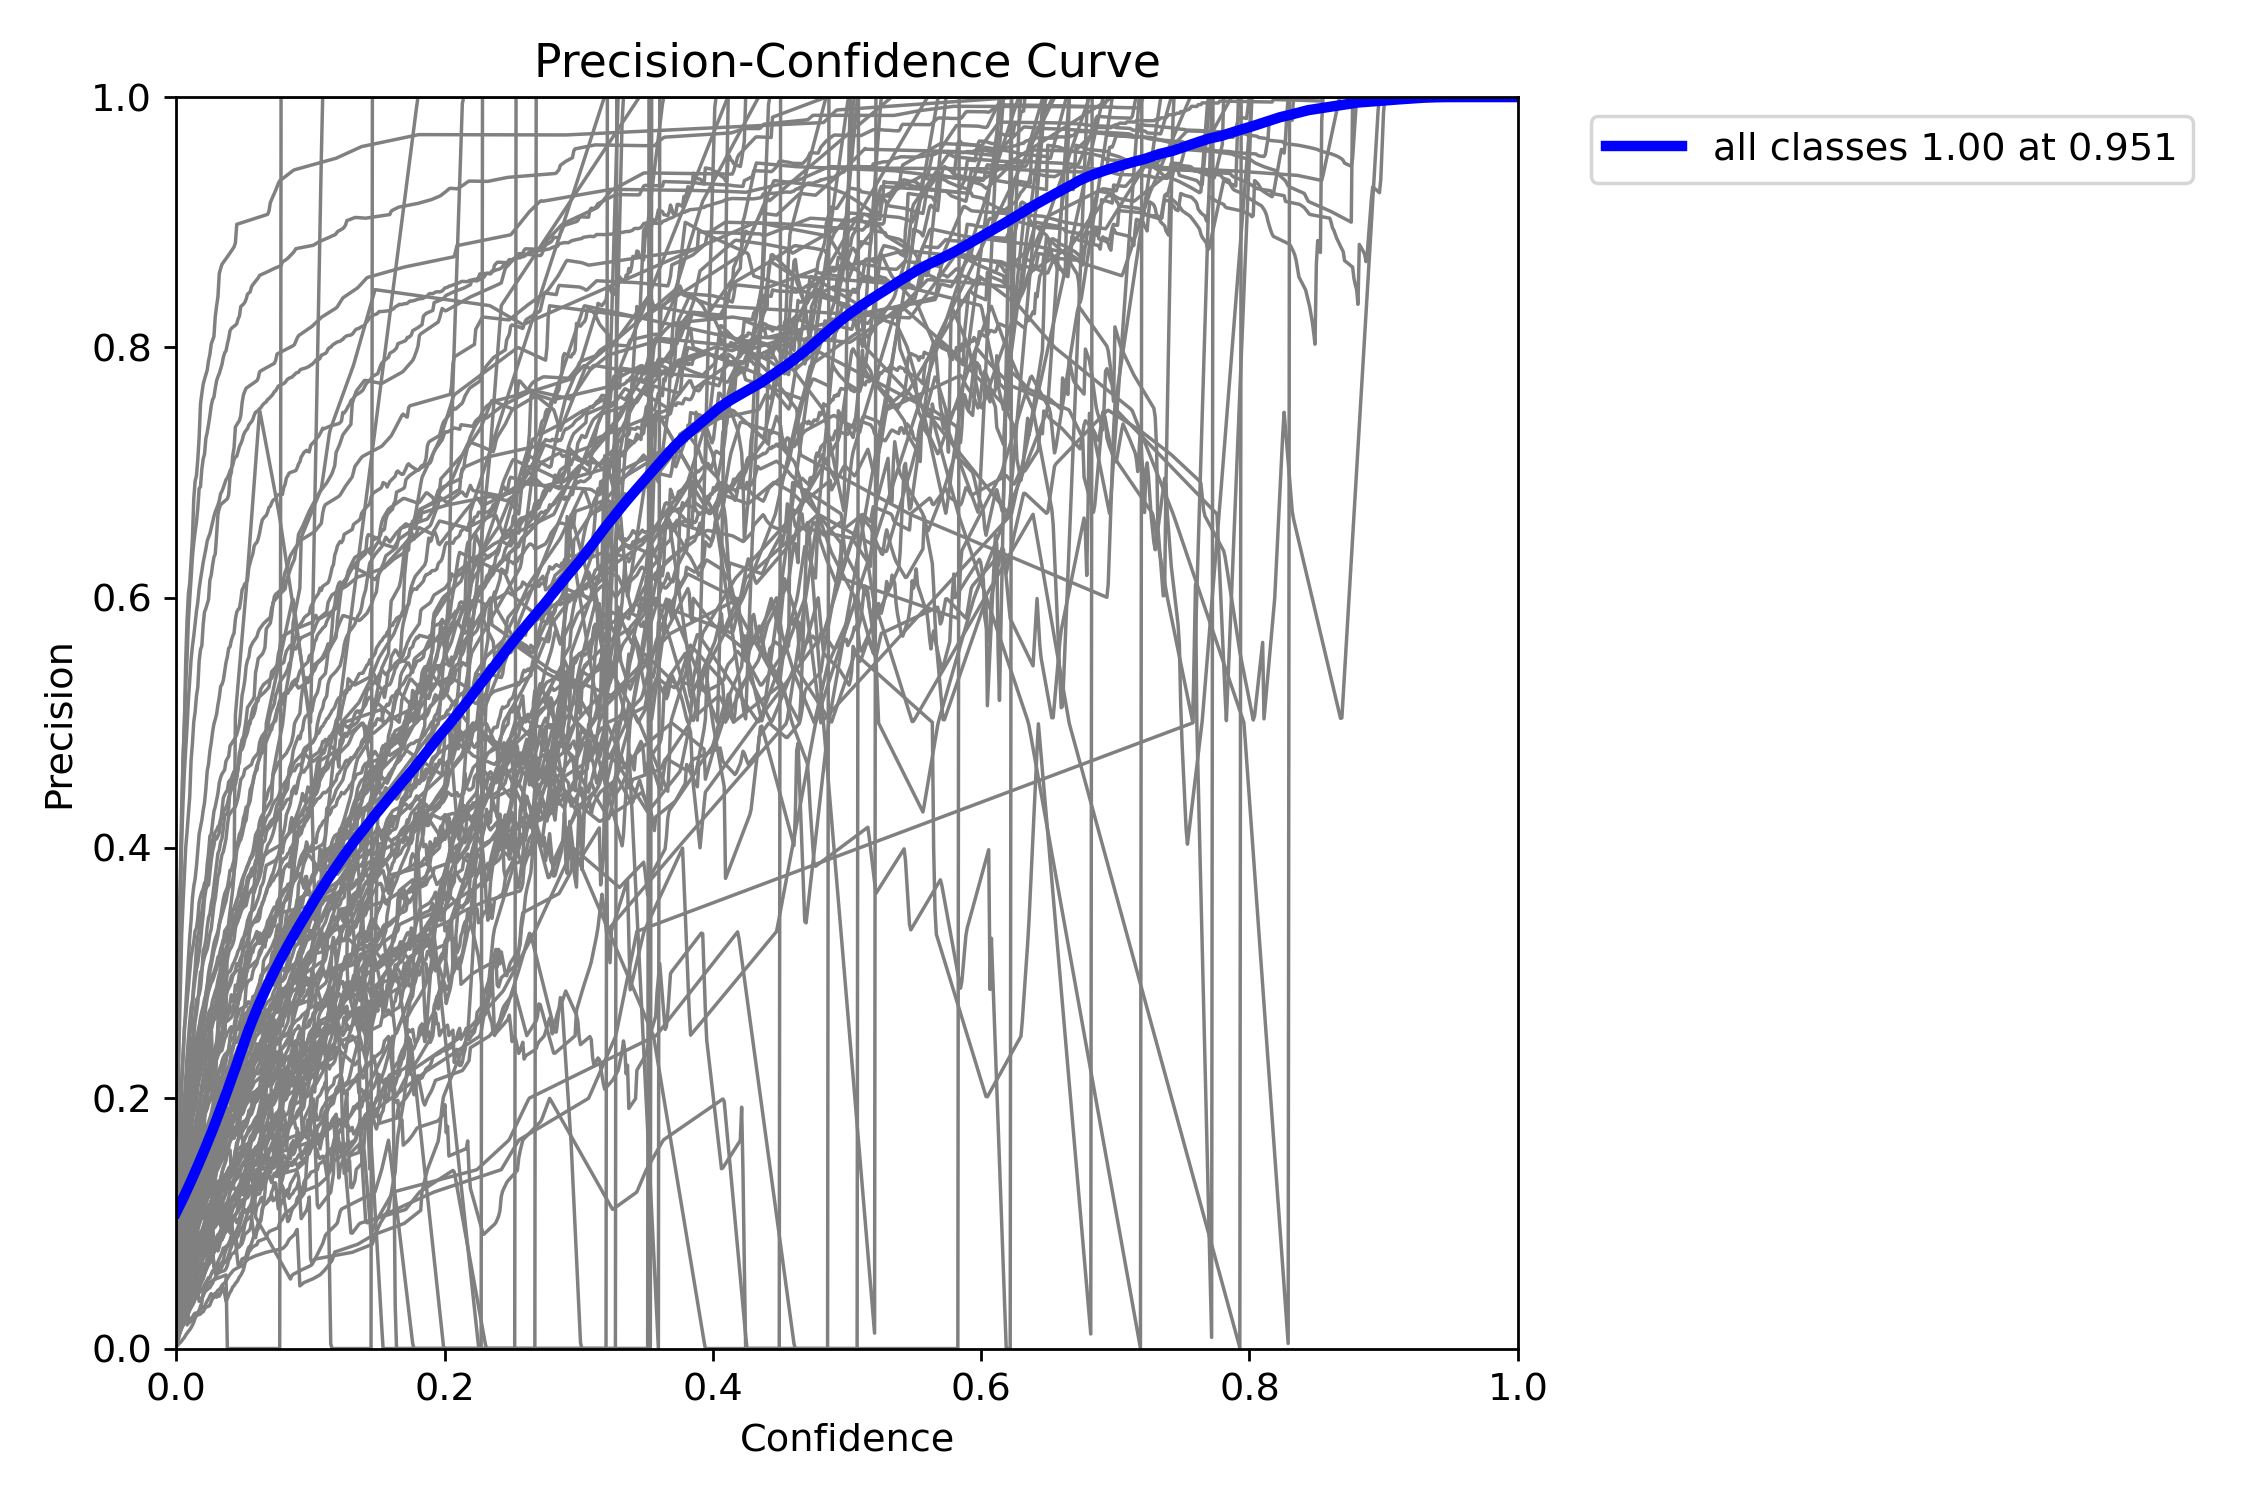 Precision-Confidence Curve
all classes 1.00 at 0.951
1.0
0.8
0.6
0.4
0.2
0.0
Precision
0.0 0.2 0.4 0.6 0.8 1.0
Confidence